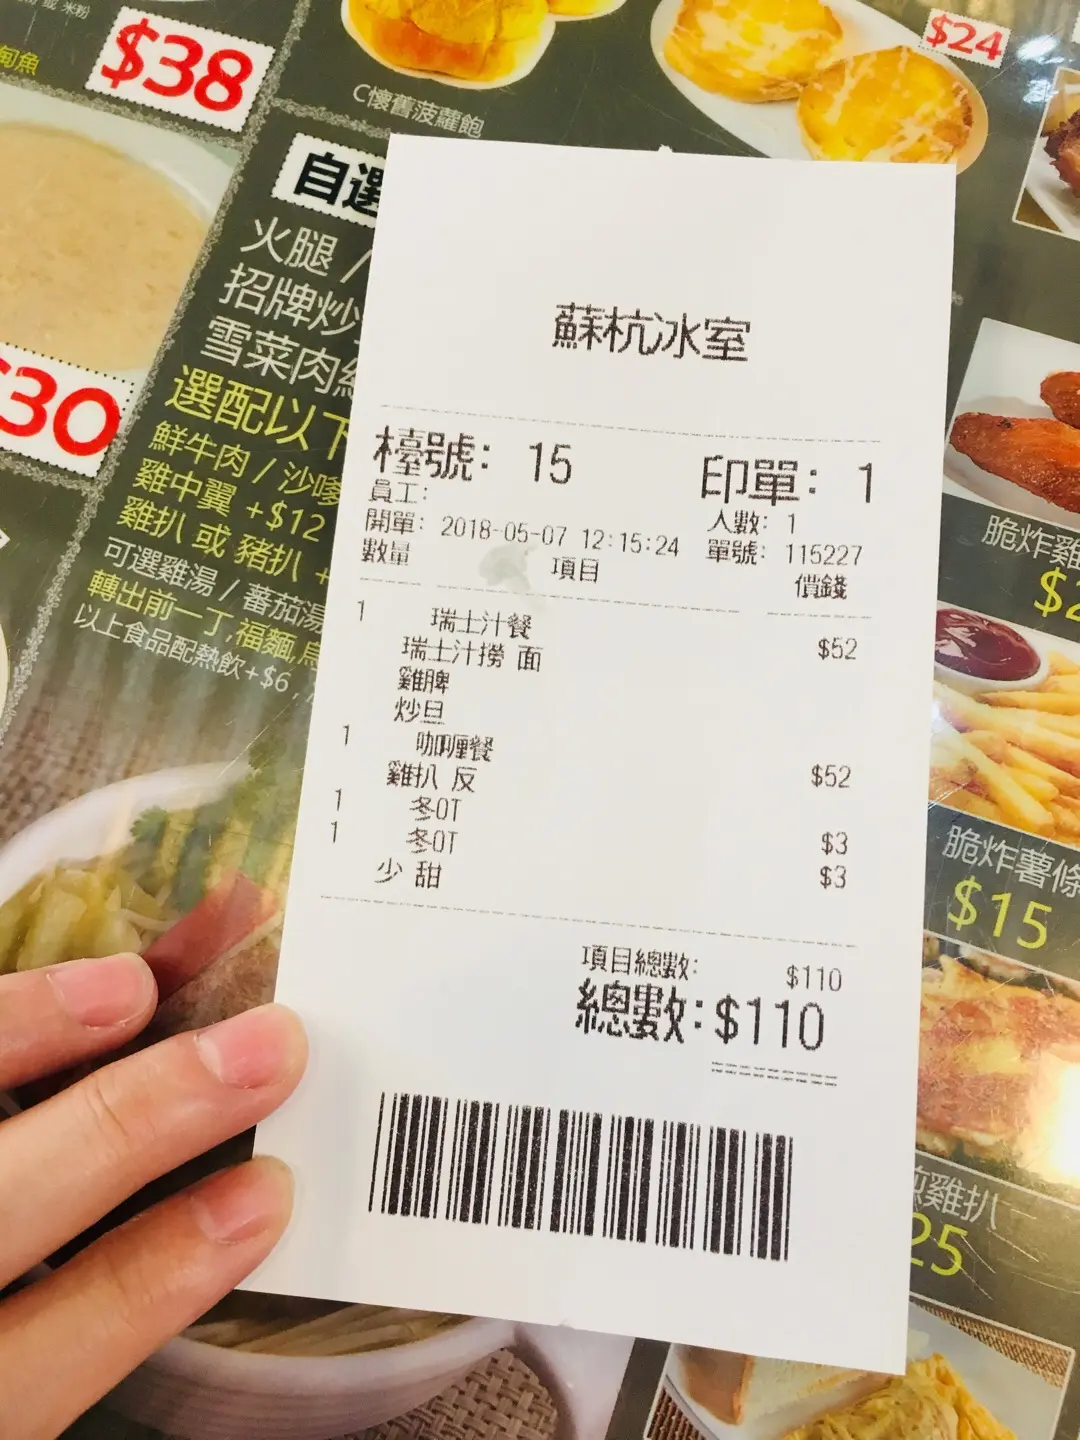 粉 或 米粉
$38
$24
C懷舊菠蘿飽
自選
火腿 /
招牌炒
雪菜肉絲
$30
選配以下
鮮牛肉 / 沙嗲
雞中翼 +$12
雞扒 或 豬扒 +
可選雞湯 / 蕃茄湯
轉出前一丁,福麵,烏
以上食品配熱飲+$6,
蘇杭冰室
檯號: 15 印單: 1
員工: 人數: 1
開單: 2018-05-07 12:15:24 單號: 115227
數量 項目 價錢
1 瑞士汁餐 $52
瑞士汁撈 面
雞脾
炒旦
1 咖喱餐 $52
雞扒 反
1 冬OT $3
1 冬OT $3
少 甜
項目總數: $110
總數: $110
脆炸雞
脆炸薯條
$15
煎雞扒
25